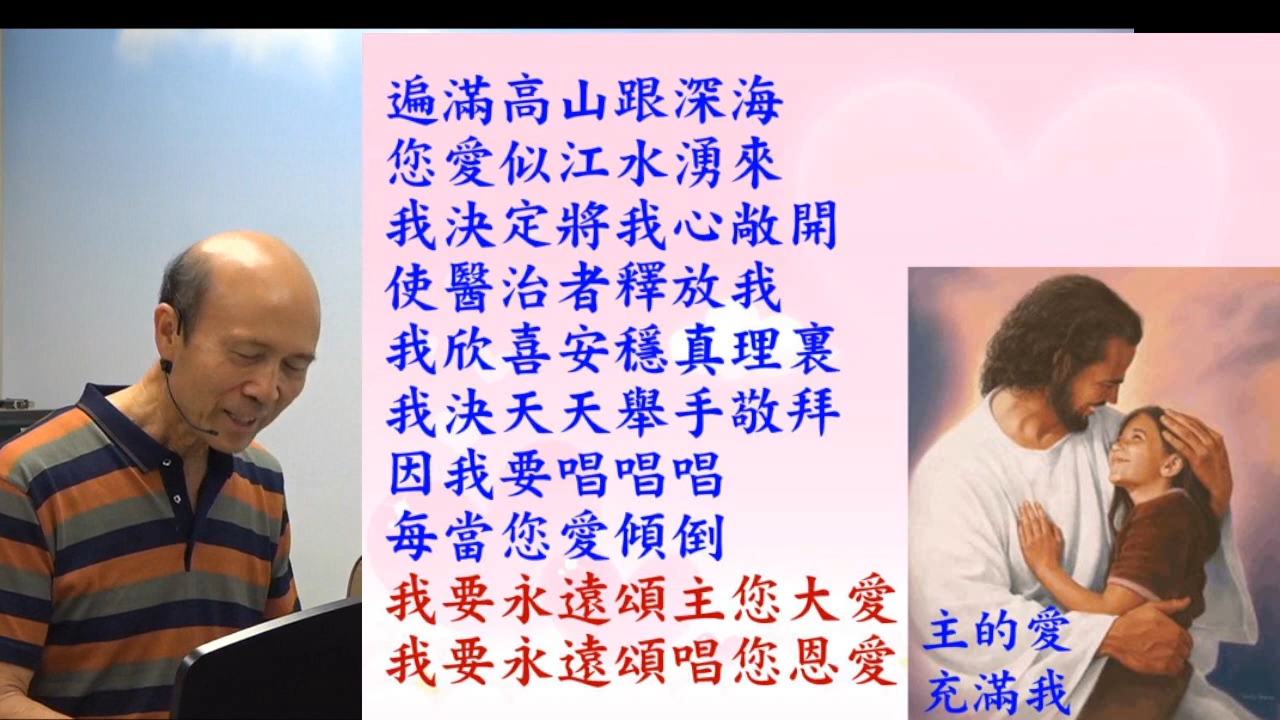 遍滿高山跟深海
您愛似江水湧來
我決定將我心敞開
使醫治者釋放我
我欣喜安穩真理裏
我決天天舉手敬拜
因我要唱唱唱
每當您愛傾倒
我要永遠頌主您大愛
我要永遠頌唱您恩愛
主的愛
充滿我